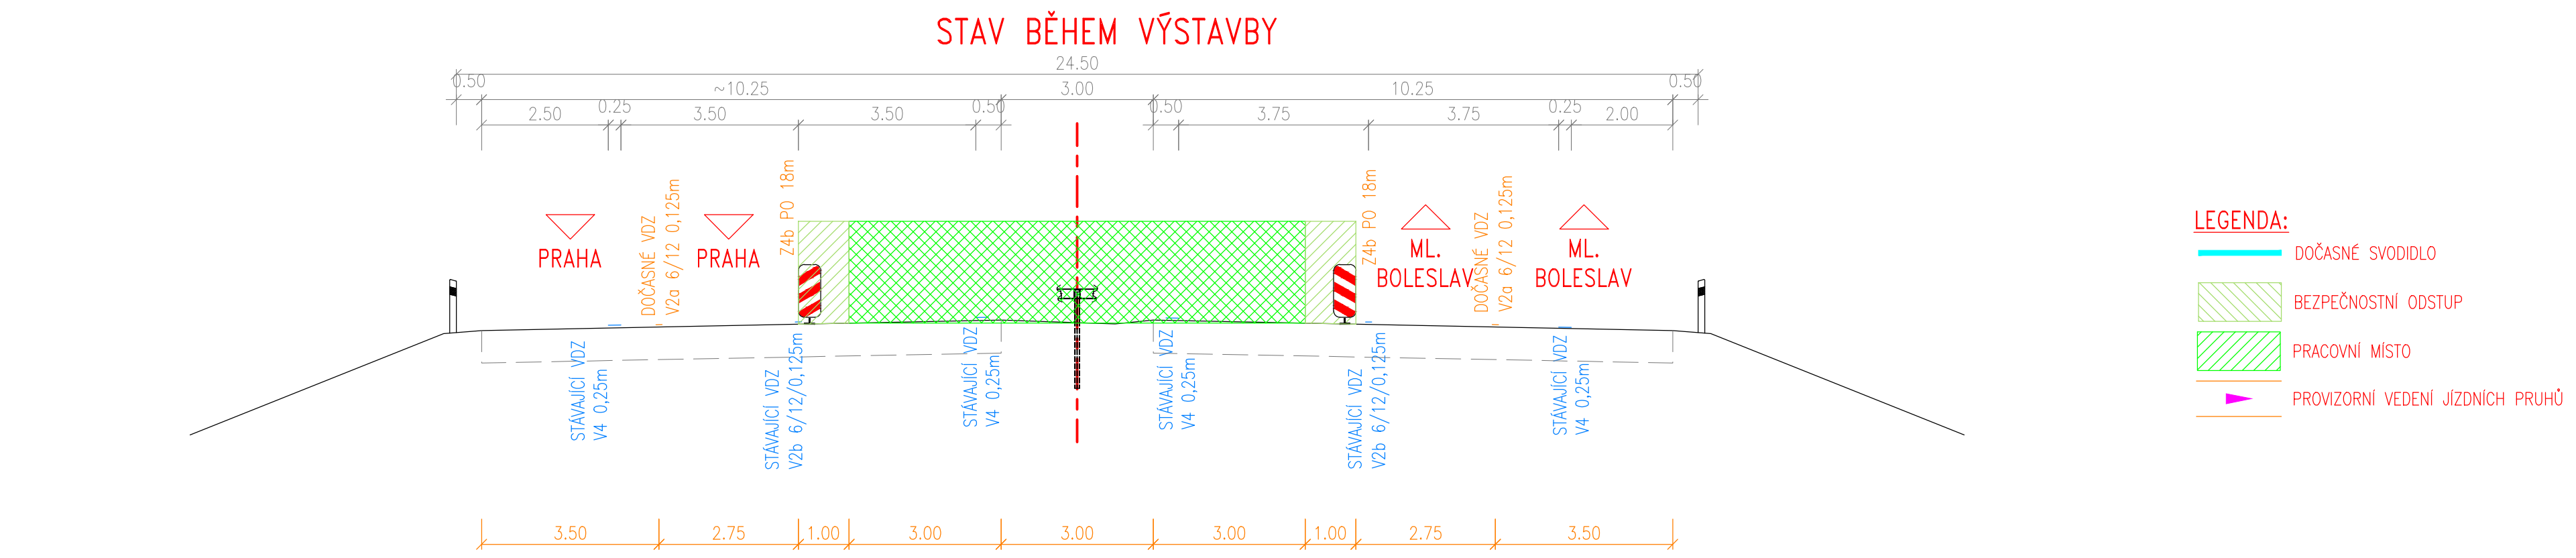 STAV BĚHEM VÝSTAVBY
24.50
0.50
~10.25
3.00
10.25
0.50
2.50
0.25
3.50
3.50
0.50
0.50
3.75
3.75
0.25
2.00
PRAHA
DOČASNÉ VDZ
V2a 6/12 0,125m
PRAHA
Z4b PO 18m
Z4b PO 18m
ML.
BOLESLAV
DOČASNÉ VDZ
V2a 6/12 0,125m
ML.
BOLESLAV
STÁVAJÍCÍ VDZ
V4 0,25m
STÁVAJÍCÍ VDZ
V2b 6/12/0,125m
STÁVAJÍCÍ VDZ
V4 0,25m
STÁVAJÍCÍ VDZ
V4 0,25m
STÁVAJÍCÍ VDZ
V2b 6/12/0,125m
STÁVAJÍCÍ VDZ
V4 0,25m
3.50
2.75
1.00
3.00
3.00
3.00
1.00
2.75
3.50
LEGENDA:
DOČASNÉ SVODIDLO
BEZPEČNOSTNÍ ODSTUP
PRACOVNÍ MÍSTO
PROVIZORNÍ VEDENÍ JÍZDNÍCH PRUHŮ